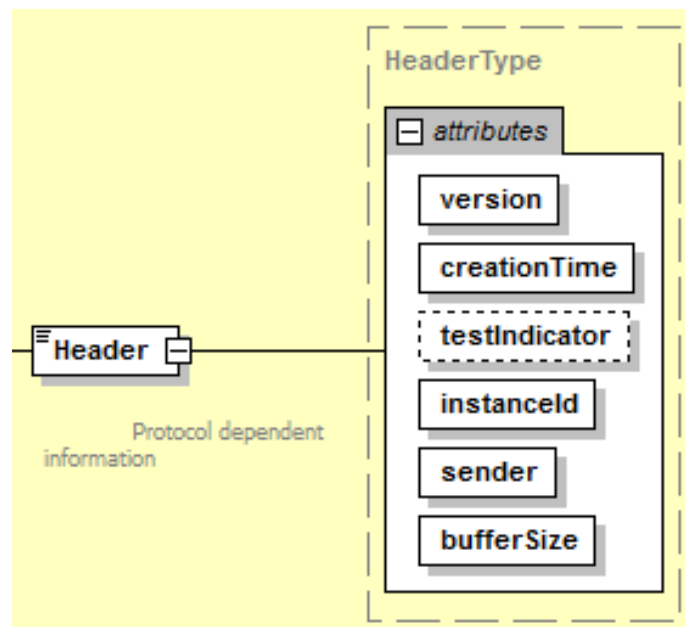 HeaderType
attributes
version
creationTime
testIndicator
Header
instanceId
Protocol dependent
information
sender
bufferSize